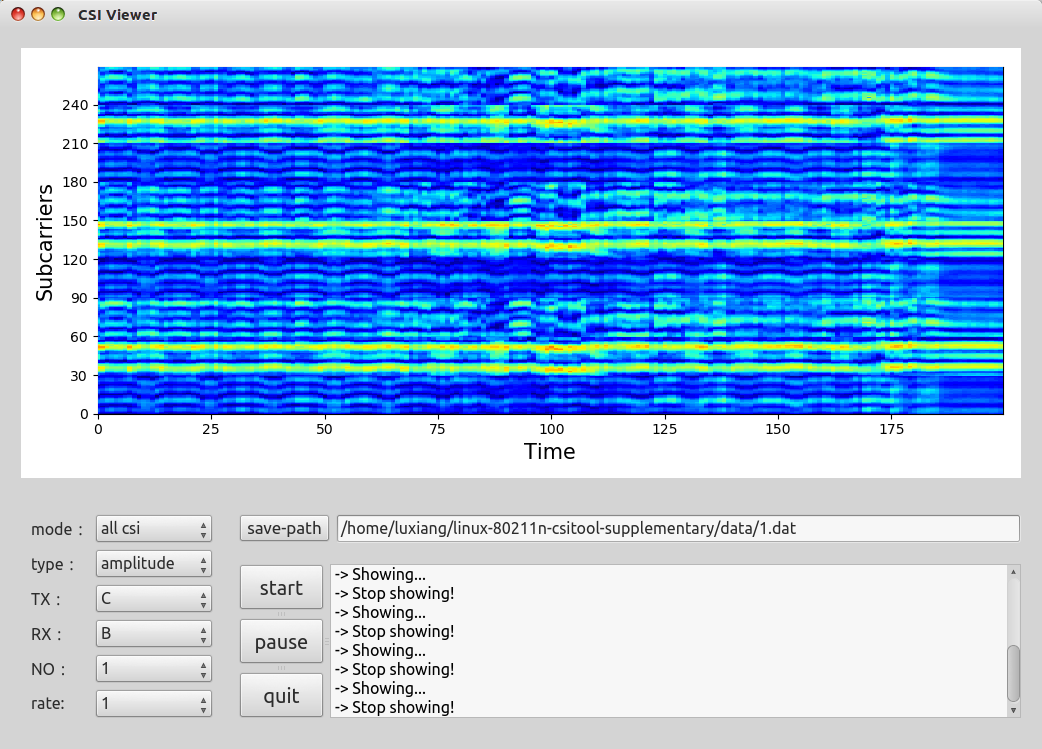 CSI Viewer
240
210
180
150
120
90
60
30
0
Subcarriers
0 25 50 75 100 125 150 175
Time
mode : all csi save-path /home/luxiang/linux-80211n-csitool-supplementary/data/1.dat
type : amplitude
TX : C
RX : B
NO : 1
rate: 1
start
pause
quit
-> Showing...
-> Stop showing!
-> Showing...
-> Stop showing!
-> Showing...
-> Stop showing!
-> Showing...
-> Stop showing!